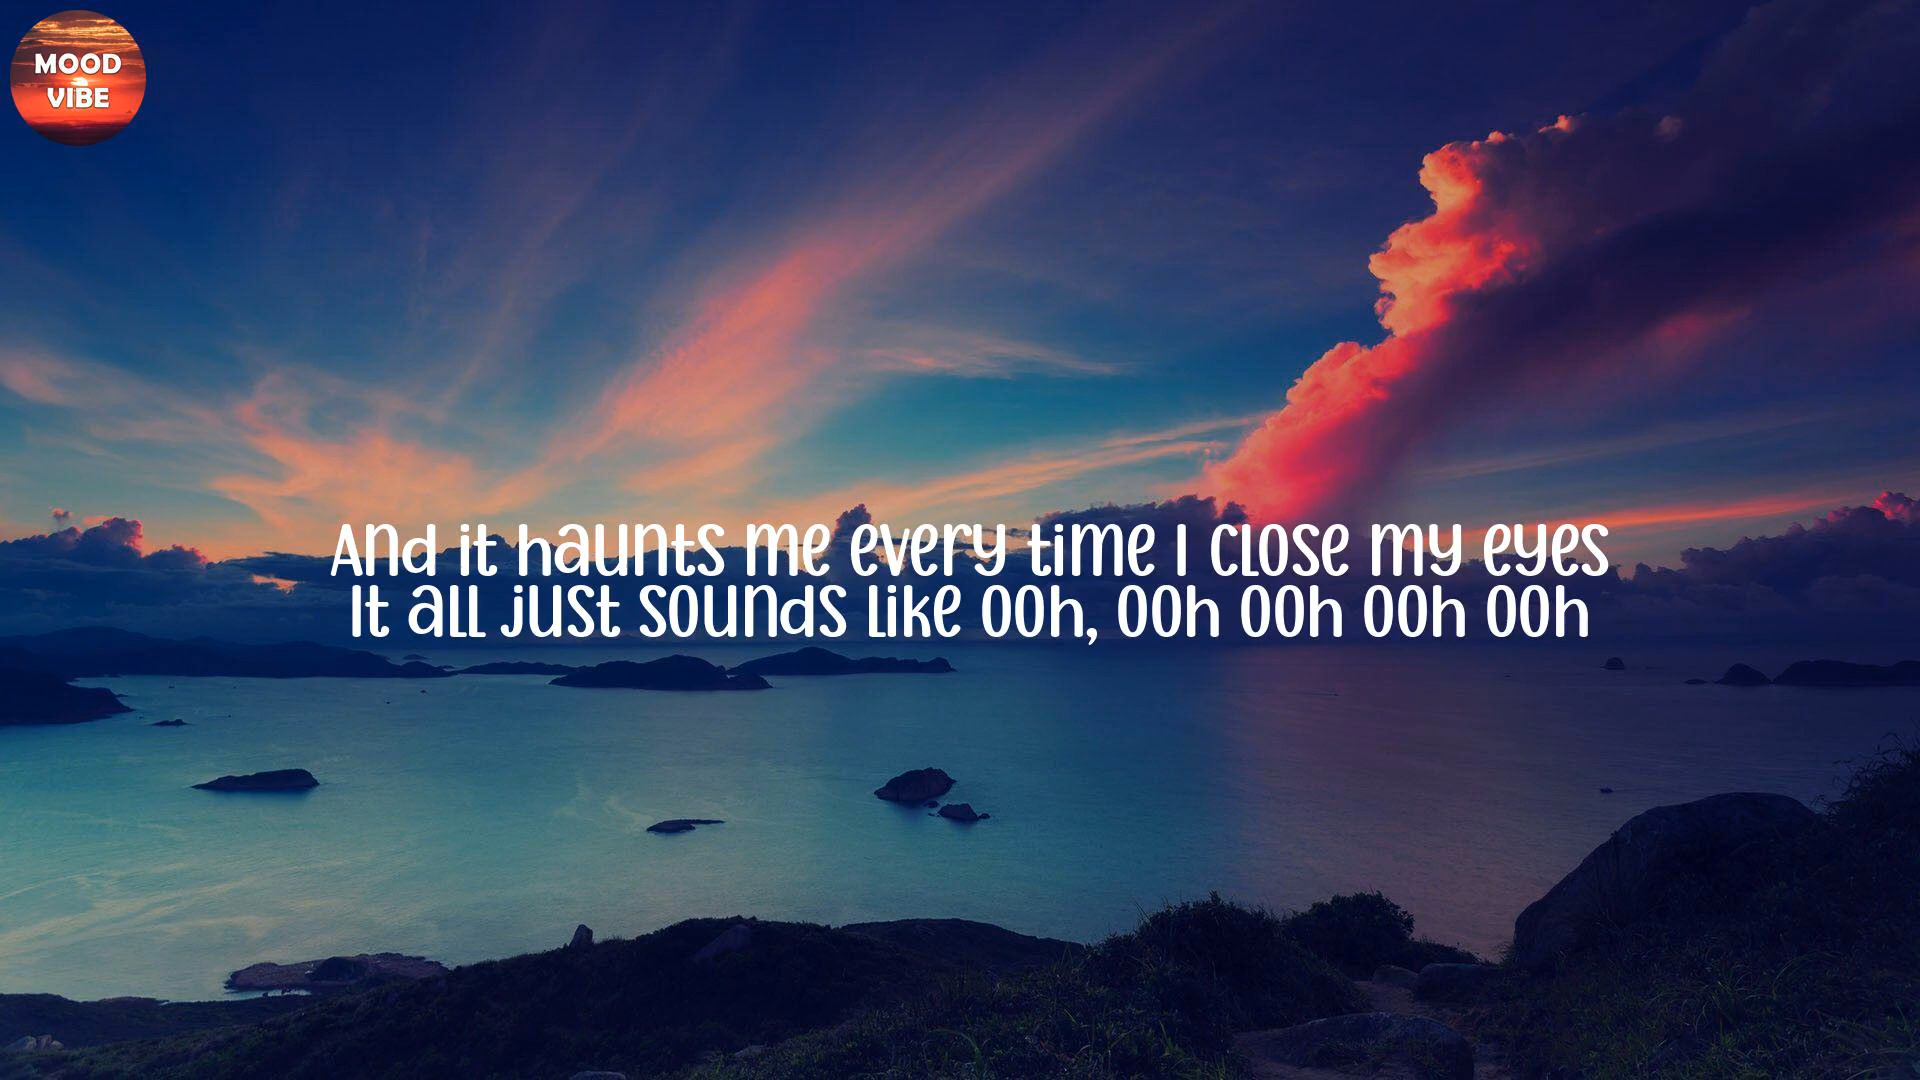 MOOD
VIBE
And it haunts me every time I close my eyes
It all just sounds like ooh, ooh ooh ooh ooh